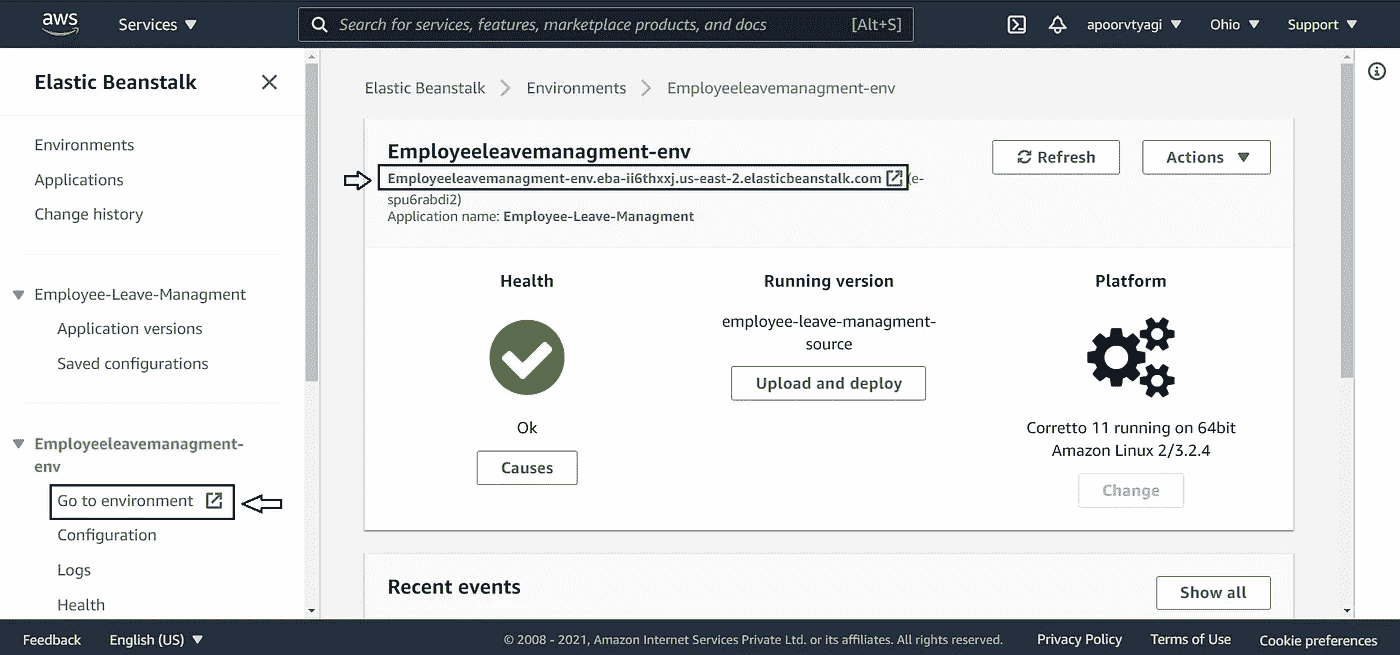 aws
Services
Search for services, features, marketplace products, and docs
[Alt+S]
apoorvtyagi
Ohio
Support
Elastic Beanstalk
Environments
Applications
Change history
Employee-Leave-Managment
Application versions
Saved configurations
Employeeleavemanagment-
env
Go to environment
Configuration
Logs
Health
Elastic Beanstalk
Environments
Employeeleavemanagment-env
Employeeleavemanagment-env
Employeeleavemanagment-env.eba-ii6thxxj.us-east-2.elasticbeanstalk.com (e-
spu6rabdi2)
Application name: Employee-Leave-Managment
Refresh
Actions
Health
Ok
Causes
Running version
employee-leave-managment-
source
Upload and deploy
Platform
Corretto 11 running on 64bit
Amazon Linux 2/3.2.4
Change
Recent events
Show all
Feedback
English (US)
© 2008 - 2021, Amazon Internet Services Private Ltd. or its affiliates. All rights reserved.
Privacy Policy
Terms of Use
Cookie preferences